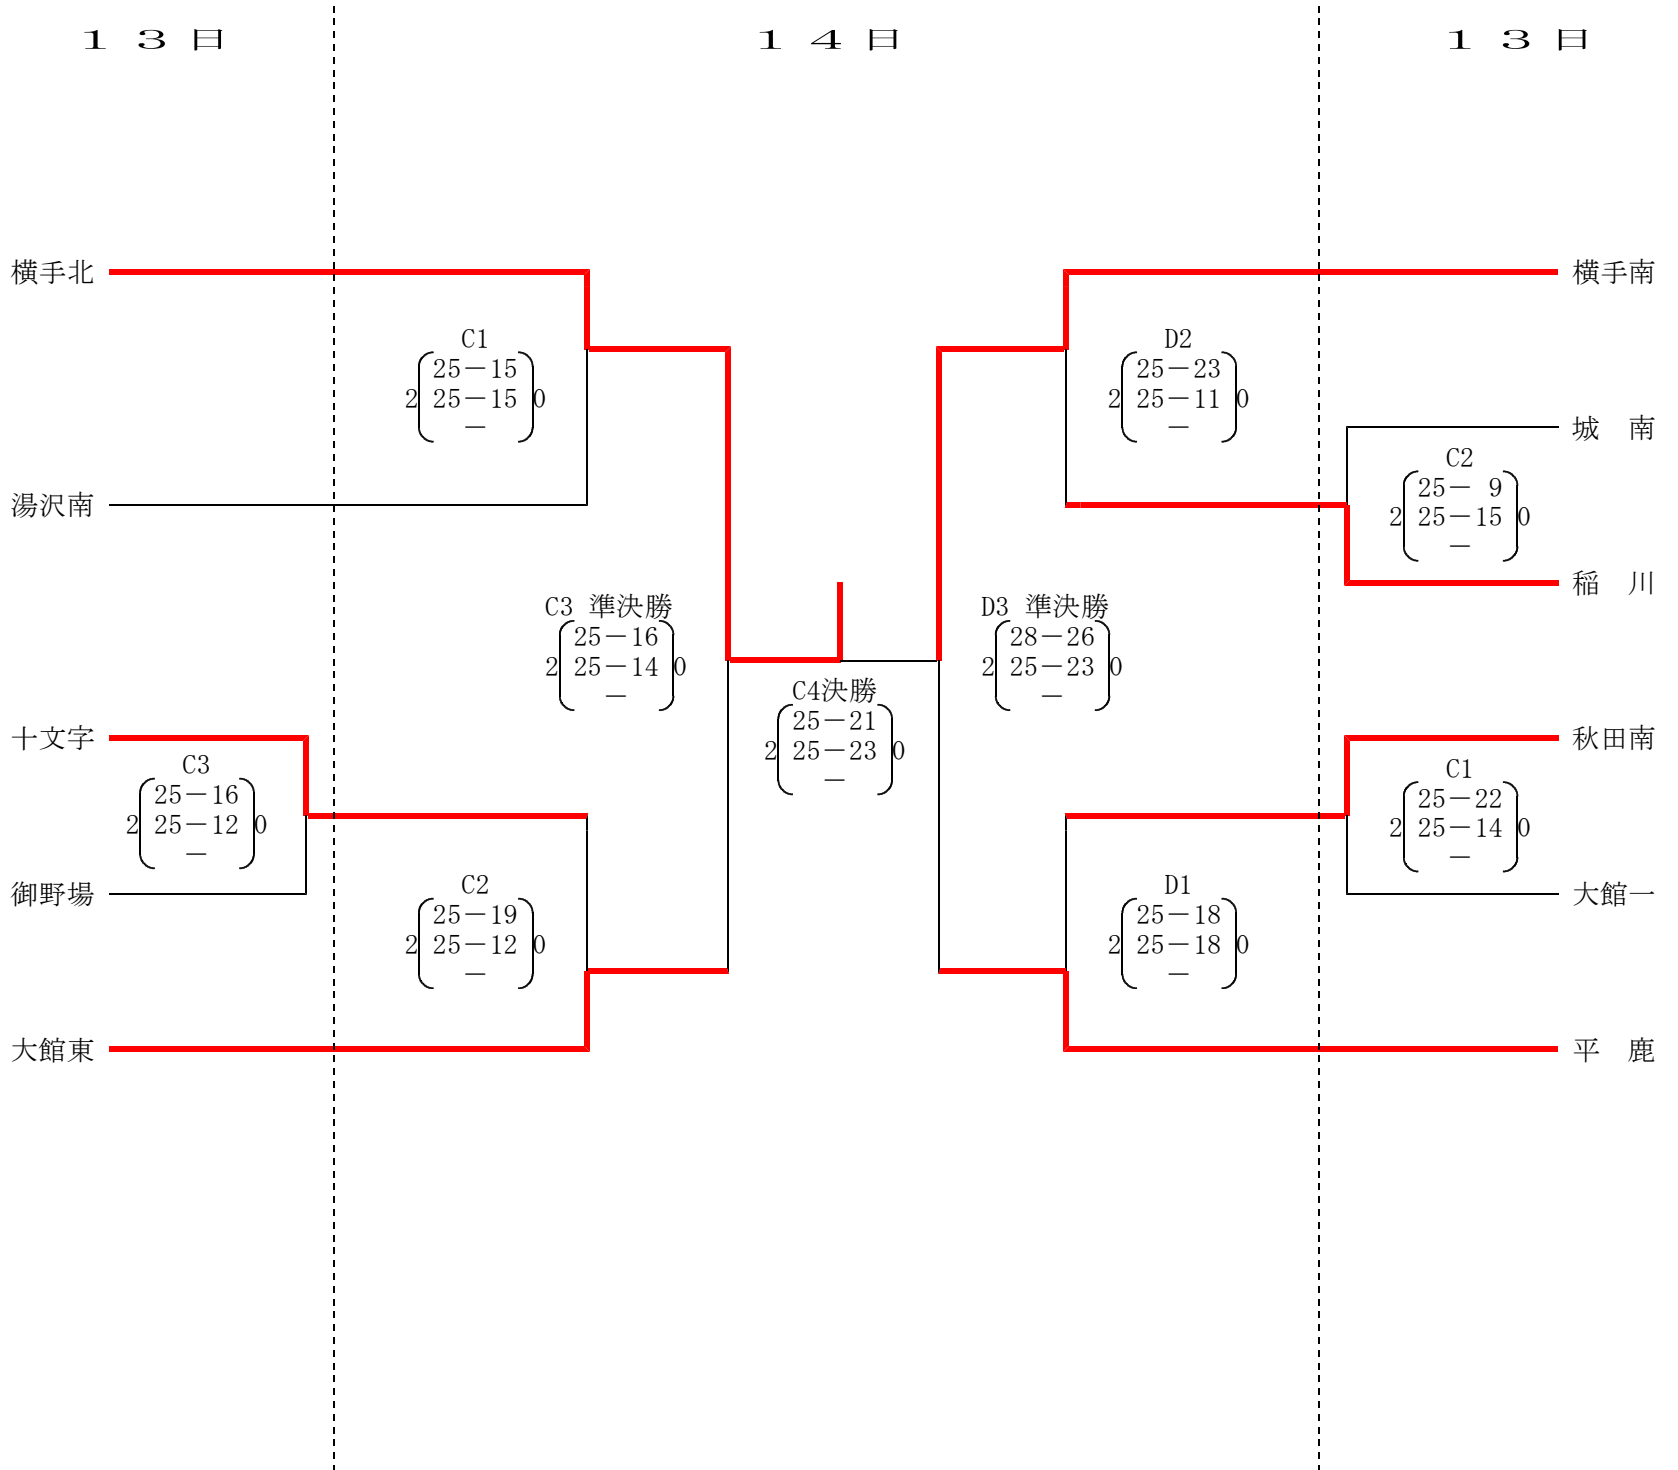 １３日
１４日
１３日
横手北
横手南
C1
25－15
2 25－15 0
－
D2
25－23
2 25－11 0
－
城　南
C2
25－ 9
2 25－15 0
－
湯沢南
稲　川
C3 準決勝
25－16
2 25－14 0
－
D3 準決勝
28－26
2 25－23 0
－
C4決勝
25－21
2 25－23 0
－
十文字
C3
25－16
2 25－12 0
－
秋田南
C1
25－22
2 25－14 0
－
御野場
大館一
C2
25－19
2 25－12 0
－
D1
25－18
2 25－18 0
－
大館東
平　鹿